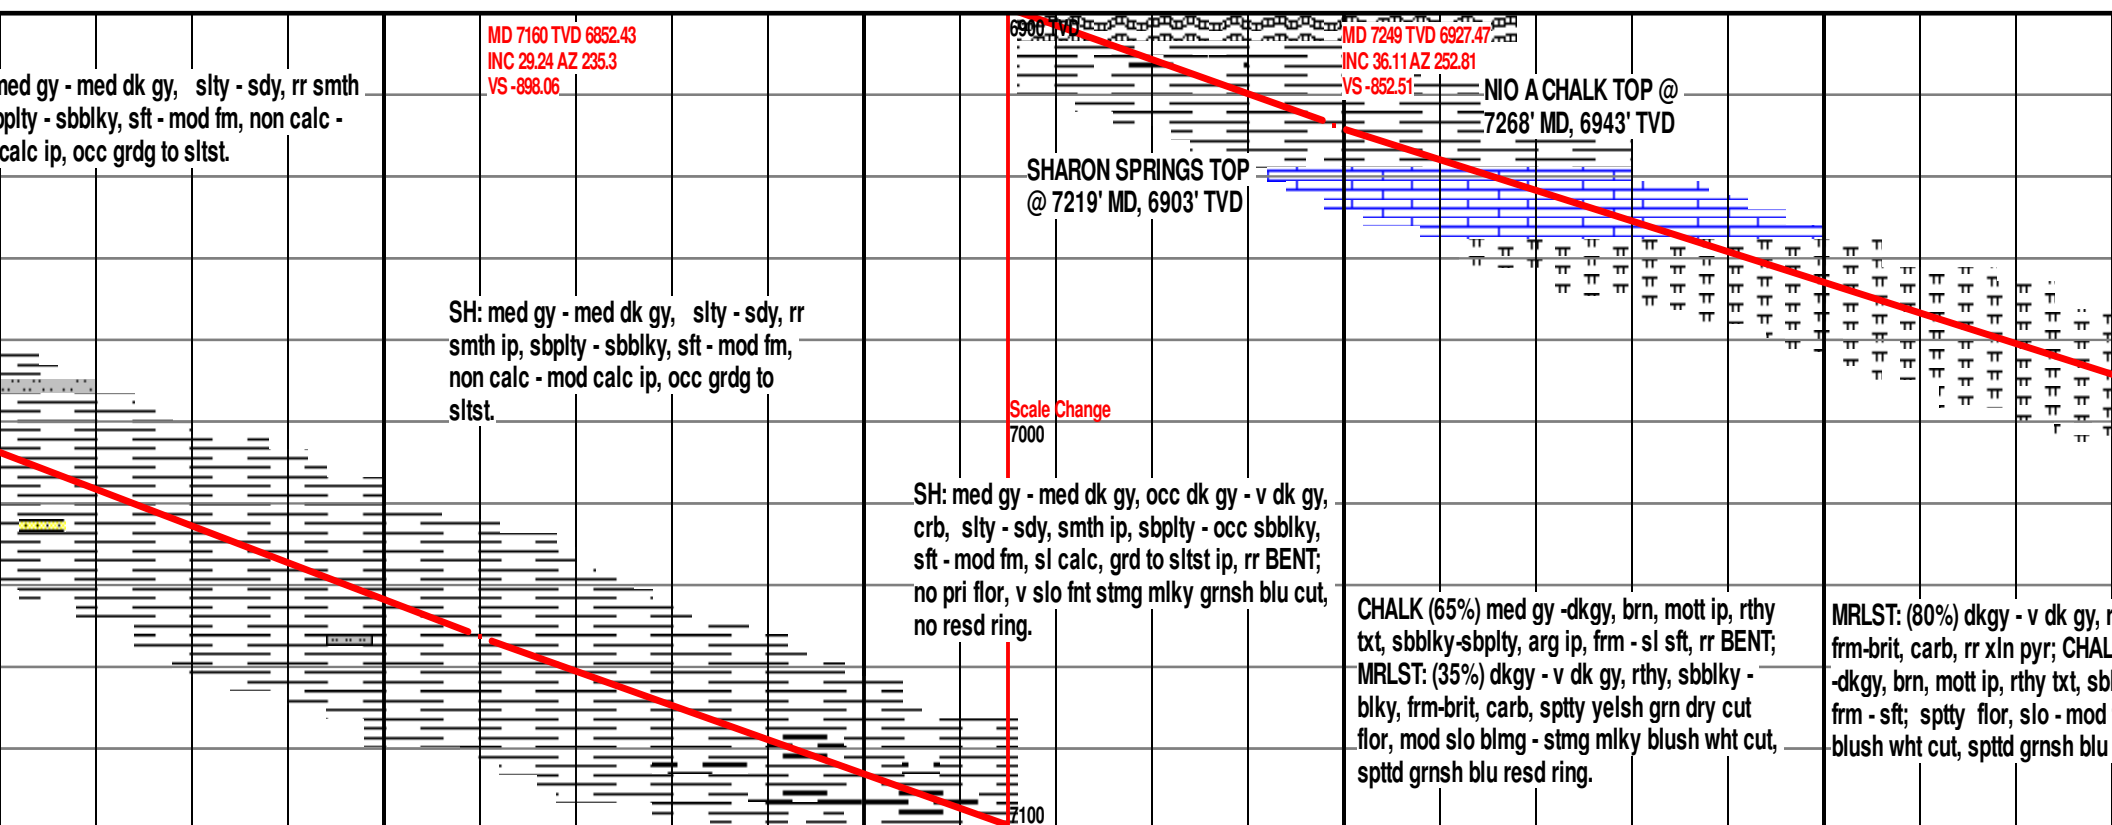 med gy - med dk gy, slty - sdy, rr smth
sbplty - sbblky, sft - mod fm, non calc -
calc ip, occ grdg to sltst.
MD 7160 TVD 6852.43
INC 29.24 AZ 235.3
VS -898.06
SH: med gy - med dk gy, slty - sdy, rr
smth ip, sbplty - sbblky, sft - mod fm,
non calc - mod calc ip, occ grdg to
sltst.
6900 TVD
SHARON SPRINGS TOP
@ 7219' MD, 6903' TVD
MD 7249 TVD 6927.47
INC 36.11 AZ 252.81
VS -852.51
NIO A CHALK TOP @
7268' MD, 6943' TVD
Scale Change
7000
SH: med gy - med dk gy, occ dk gy - v dk gy,
crb, slty - sdy, smth ip, sbplty - occ sbblky,
sft - mod fm, sl calc, grd to sltst ip, rr BENT;
no pri flor, v slo fnt stmg mlky grnsh blu cut,
no resd ring.
7100
CHALK (65%) med gy -dkgy, brn, mott ip, rthy
txt, sbblky-sbplty, arg ip, frm - sl sft, rr BENT;
MRLST: (35%) dkgy - v dk gy, rthy, sbblky -
blky, frm-brit, carb, sptty yelsh grn dry cut
flor, mod slo blmg - stmg mlky blush wht cut,
spttd grnsh blu resd ring.
MRLST: (80%) dkgy - v dk gy,
frm-brit, carb, rr xln pyr; CHAL
-dkgy, brn, mott ip, rthy txt,
frm - sft; sptty flor, slo - mod
blush wht cut, spttd grnsh blu